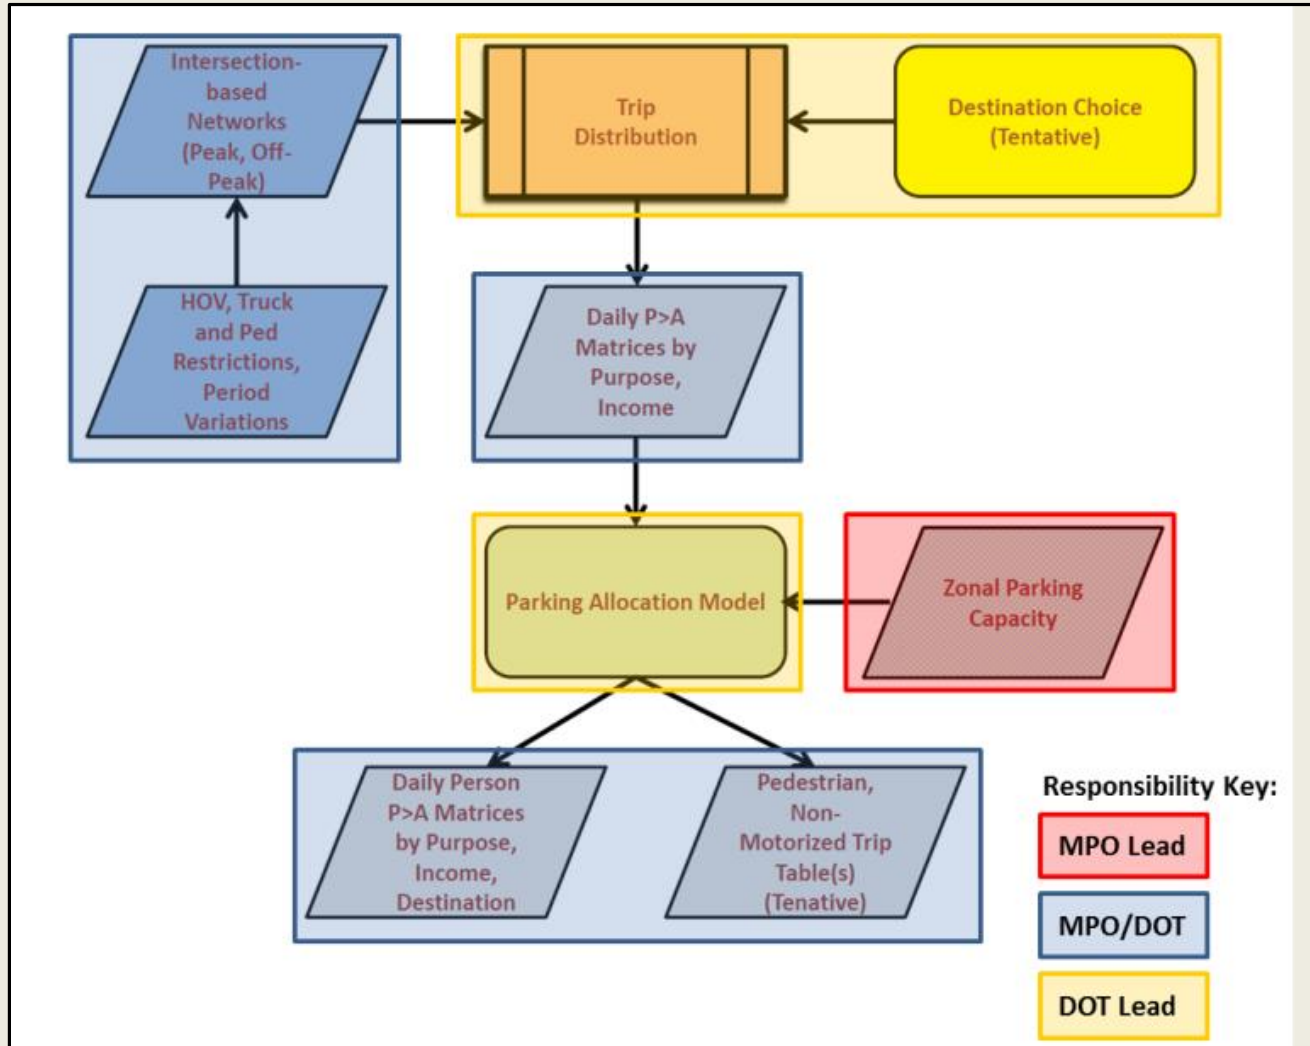 Intersection-
based
Networks
(Peak, Off-
Peak)
Trip
Distribution
Destination Choice
(Tentative)
HOV, Truck
and Ped
Restrictions,
Period
Variations
Daily P>A
Matrices by
Purpose,
Income
Parking Allocation Model
Zonal Parking
Capacity
Daily Person
P>A Matrices
by Purpose,
Income,
Destination
Pedestrian,
Non-
Motorized Trip
Table(s)
(Tenative)
Responsibility Key:
MPO Lead
MPO/DOT
DOT Lead